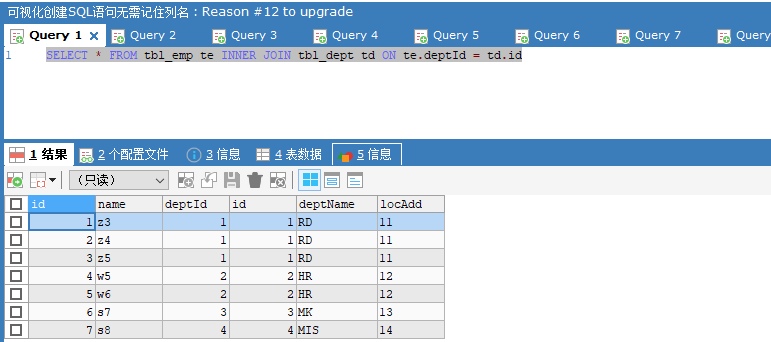 可视化创建SQL语句无需记住列名：Reason #12 to upgrade
Query 1 Query 2 Query 3 Query 4 Query 5 Query 6 Query 7 Query
1 SELECT * FROM tbl_emp te INNER JOIN tbl_dept td ON te.deptId = td.id
1 结果 2 个配置文件 3 信息 4 表数据 5 信息
（只读）
id name deptId id deptName locAdd
1 z3 1 1 RD 11
2 z4 1 1 RD 11
3 z5 1 1 RD 11
4 w5 2 2 HR 12
5 w6 2 2 HR 12
6 s7 3 3 MK 13
7 s8 4 4 MIS 14